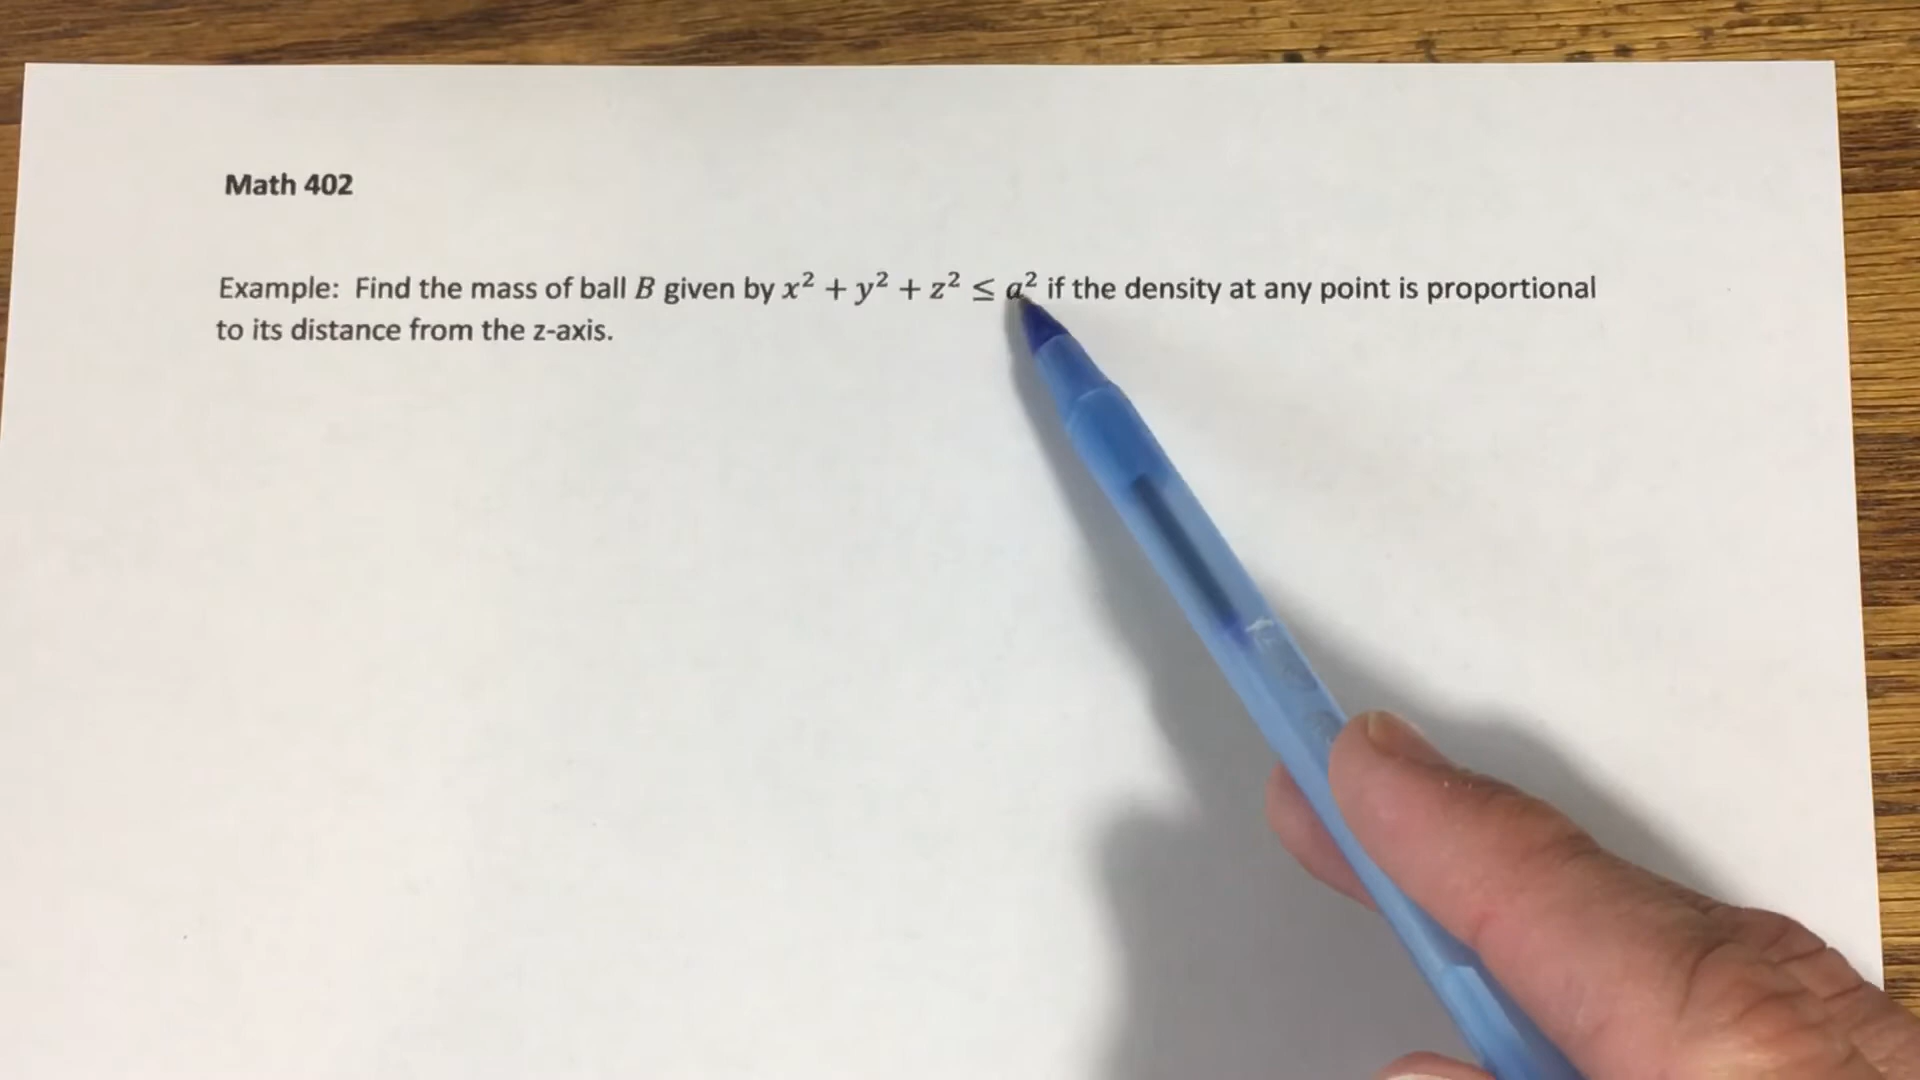 Math 402
Example: Find the mass of ball B given by x² + y² + z² ≤ a² if the density at any point is proportional
to its distance from the z-axis.